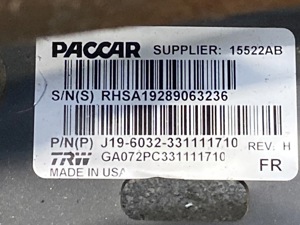 PACCAR SUPPLIER: 15522AB
S/N(S) RHSA19289063236
P/N(P) J19-6032-331111710 REV. H
TRW GA072PC331111710 FR
MADE IN USA